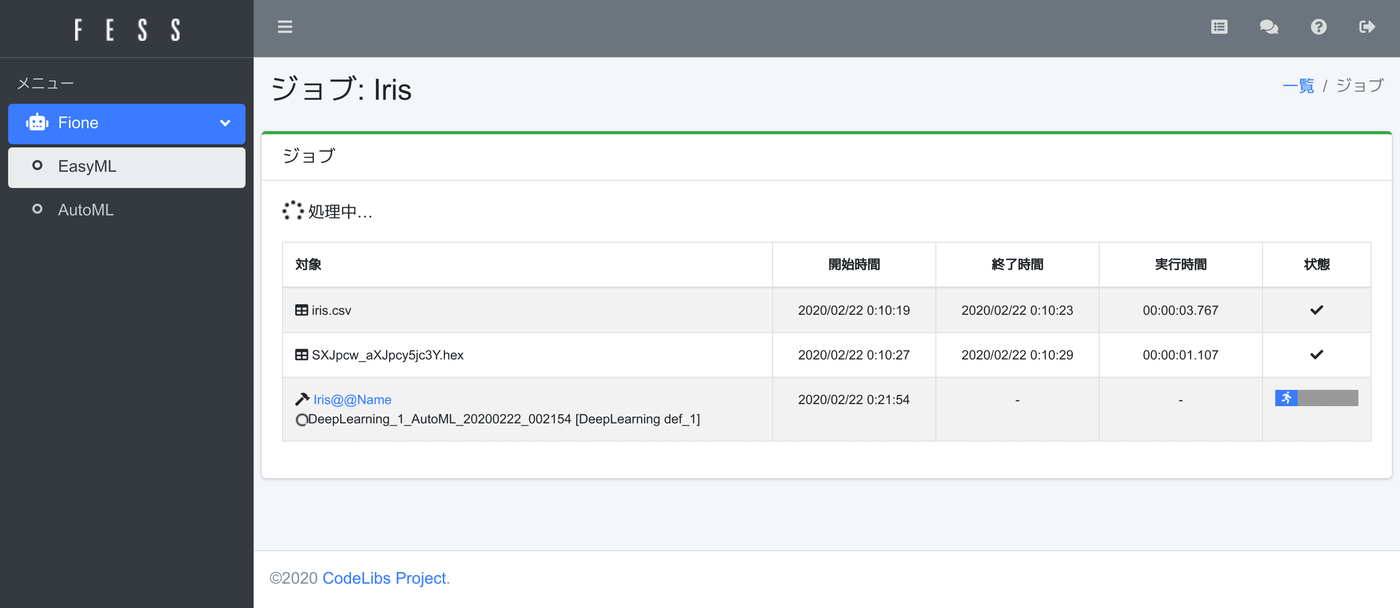 FESS
メニュー
Fione
EasyML
AutoML
ジョブ: Iris
一覧 / ジョブ
ジョブ
処理中...
対象 開始時間 終了時間 実行時間 状態
iris.csv 2020/02/22 0:10:19 2020/02/22 0:10:23 00:00:03.767
SXJpcw_aXJpcy5jc3Y.hex 2020/02/22 0:10:27 2020/02/22 0:10:29 00:00:01.107
Iris@@Name 2020/02/22 0:21:54 - -
DeepLearning_1_AutoML_20200222_002154 [DeepLearning def_1]
©2020 CodeLibs Project.